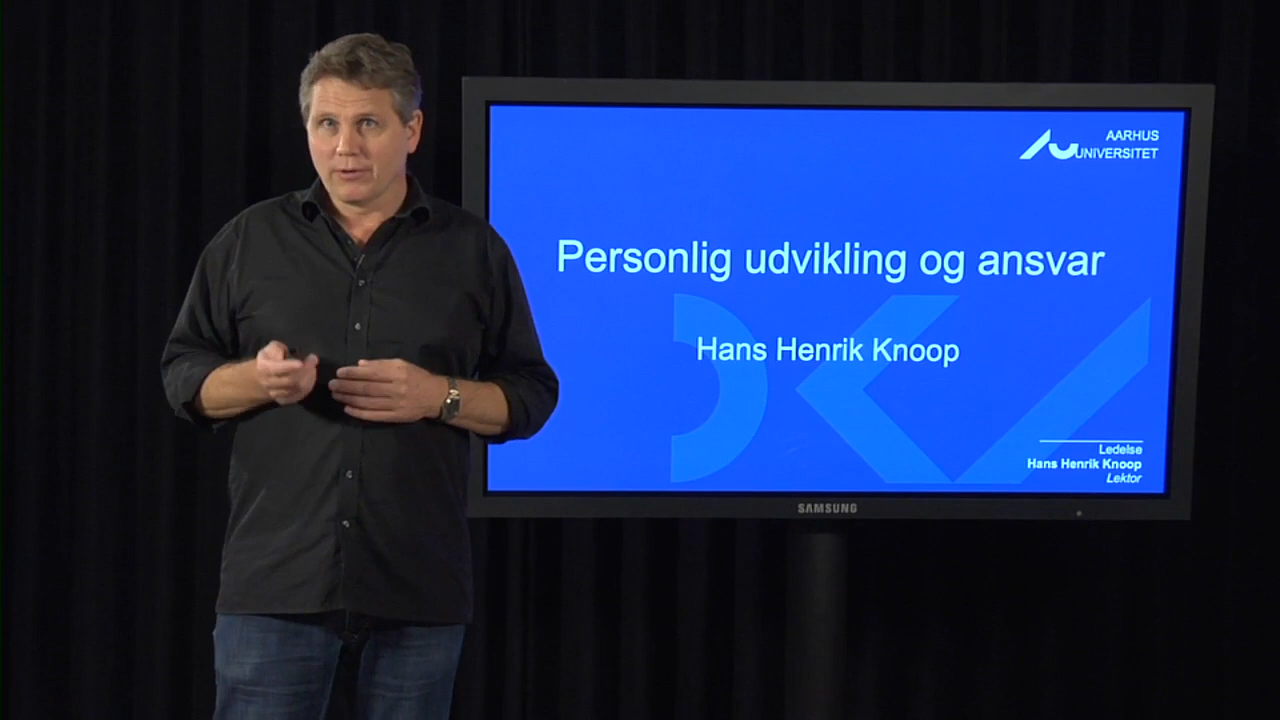 AARHUS
UNIVERSITET
Personlig udvikling og ansvar
Hans Henrik Knoop
Ledelse
Hans Henrik Knoop
Lektor
SAMSUNG